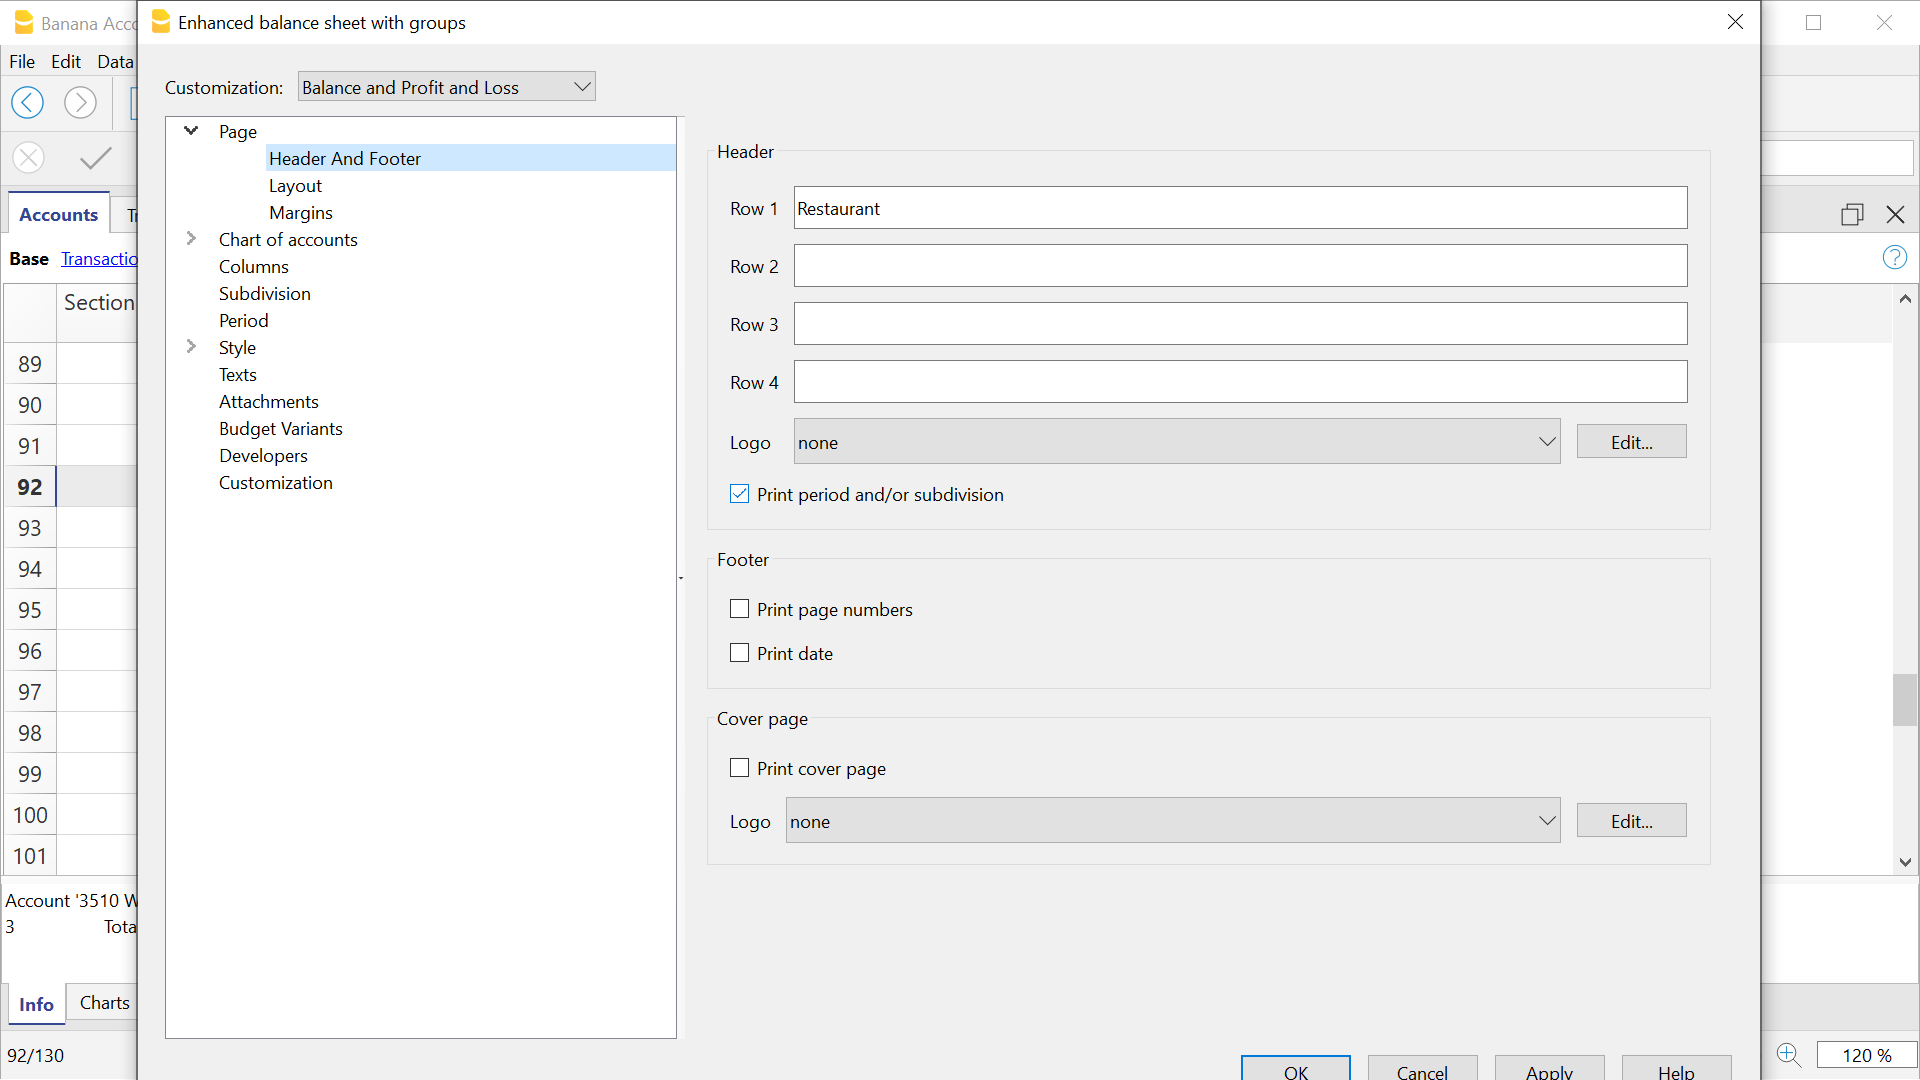 Banana Acco
Enhanced balance sheet with groups
File Edit Data
Customization: Balance and Profit and Loss
Page
Header And Footer
Layout
Margins
Chart of accounts
Columns
Subdivision
Period
Style
Texts
Attachments
Budget Variants
Developers
Customization
Header
Row 1 Restaurant
Row 2
Row 3
Row 4
Logo none Edit...
Print period and/or subdivision
Footer
Print page numbers
Print date
Cover page
Print cover page
Logo none Edit...
OK Cancel Apply Help
Accounts Tr
Base Transactio
Section
89
90
91
92
93
94
95
96
97
98
99
100
101
Account '3510 W
3 Tota
Info Charts
92/130
120 %